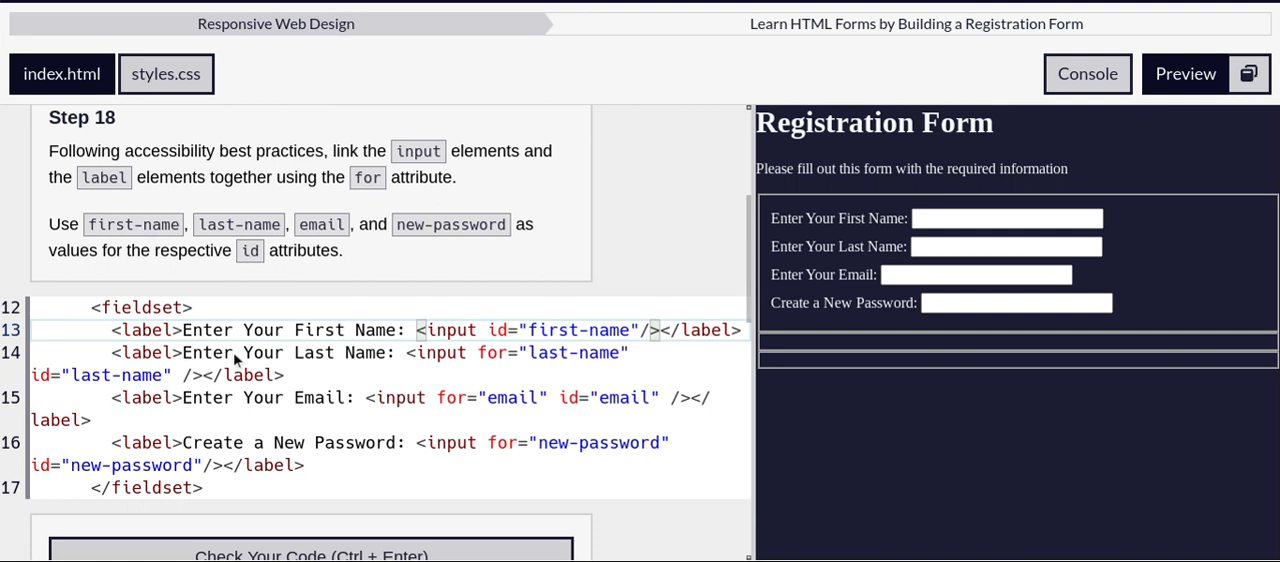 Responsive Web Design
Learn HTML Forms by Building a Registration Form
index.html
styles.css
Console
Preview
Step 18
Following accessibility best practices, link the input elements and
the label elements together using the for attribute.
Use first-name, last-name, email, and new-password as
values for the respective id attributes.
12 <fieldset>
13 <label>Enter Your First Name: <input id="first-name"/></label>
14 <label>Enter Your Last Name: <input for="last-name"
id="last-name" /></label>
15 <label>Enter Your Email: <input for="email" id="email" /></
label>
16 <label>Create a New Password: <input for="new-password"
id="new-password"/></label>
17 </fieldset>
Check Your Code (Ctrl + Enter)
Registration Form
Please fill out this form with the required information
Enter Your First Name:
Enter Your Last Name:
Enter Your Email:
Create a New Password: